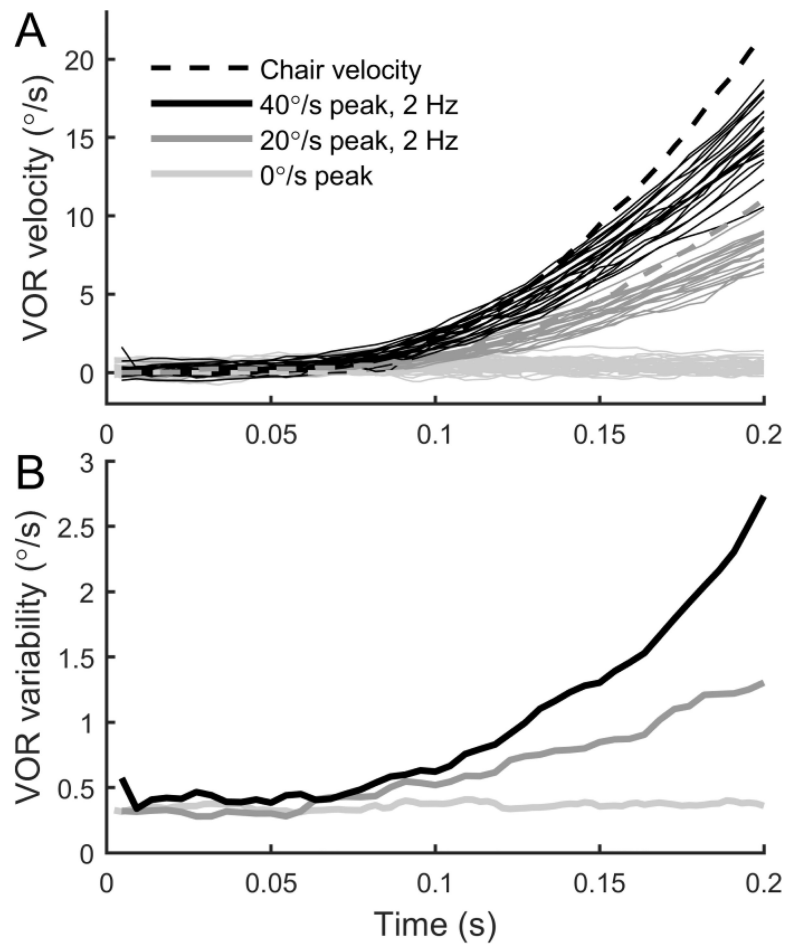 A
VOR velocity (°/s)
20
15
10
5
0
Chair velocity
40°/s peak, 2 Hz
20°/s peak, 2 Hz
0°/s peak
0 0.05 0.1 0.15 0.2
B
VOR variability (°/s)
3
2.5
2
1.5
1
0.5
0
0 0.05 0.1 0.15 0.2
Time (s)